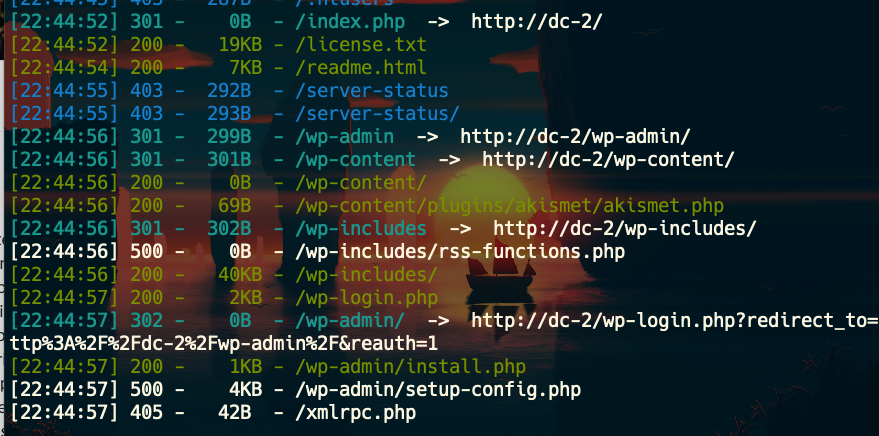 [22:44:45] 403 -   287B  - /.htusers
[22:44:52] 301 -     0B  - /index.php  ->  http://dc-2/
[22:44:52] 200 -    19KB - /license.txt
[22:44:54] 200 -     7KB - /readme.html
[22:44:55] 403 -   292B  - /server-status
[22:44:55] 403 -   293B  - /server-status/
[22:44:56] 301 -   299B  - /wp-admin  ->  http://dc-2/wp-admin/
[22:44:56] 301 -   301B  - /wp-content  ->  http://dc-2/wp-content/
[22:44:56] 200 -     0B  - /wp-content/
[22:44:56] 200 -    69B  - /wp-content/plugins/akismet/akismet.php
[22:44:56] 301 -   302B  - /wp-includes  ->  http://dc-2/wp-includes/
[22:44:56] 500 -     0B  - /wp-includes/rss-functions.php
[22:44:56] 200 -    40KB - /wp-includes/
[22:44:57] 200 -     2KB - /wp-login.php
[22:44:57] 302 -     0B  - /wp-admin/  ->  http://dc-2/wp-login.php?redirect_to=
ttp%3A%2F%2Fdc-2%2Fwp-admin%2F&reauth=1
[22:44:57] 200 -     1KB - /wp-admin/install.php
[22:44:57] 500 -     4KB - /wp-admin/setup-config.php
[22:44:57] 405 -    42B  - /xmlrpc.php